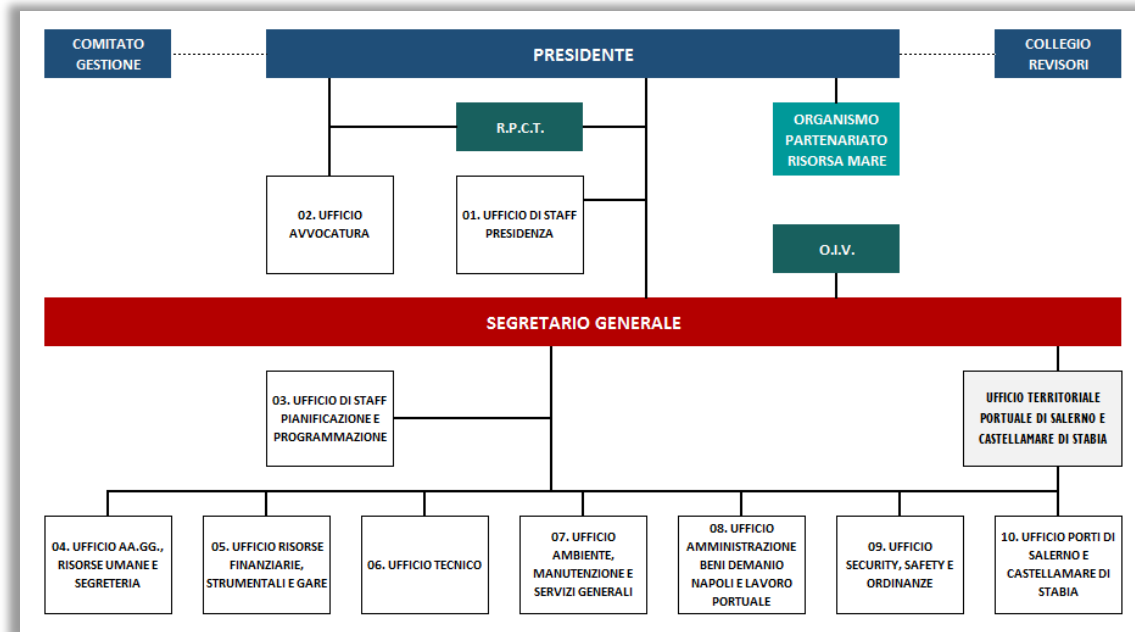 COMITATO
GESTIONE
PRESIDENTE
COLLEGIO
REVISORI
R.P.C.T.
ORGANISMO
PARTENARIATO
RISORSA MARE
02. UFFICIO
AVVOCATURA
01. UFFICIO DI STAFF
PRESIDENZA
O.I.V.
SEGRETARIO GENERALE
03. UFFICIO DI STAFF
PIANIFICAZIONE E
PROGRAMMAZIONE
UFFICIO TERRITORIALE
PORTUALE DI SALERNO E
CASTELLAMARE DI STABIA
04. UFFICIO AA.GG.,
RISORSE UMANE E
SEGRETERIA
05. UFFICIO RISORSE
FINANZIARIE,
STRUMENTALI E GARE
06. UFFICIO TECNICO
07. UFFICIO
AMBIENTE,
MANUTENZIONE E
SERVIZI GENERALI
08. UFFICIO
AMMINISTRAZIONE
BENI DEMANIO
NAPOLI E LAVORO
PORTUALE
09. UFFICIO
SECURITY, SAFETY E
ORDINANZE
10. UFFICIO PORTI DI
SALERNO E
CASTELLAMARE DI
STABIA